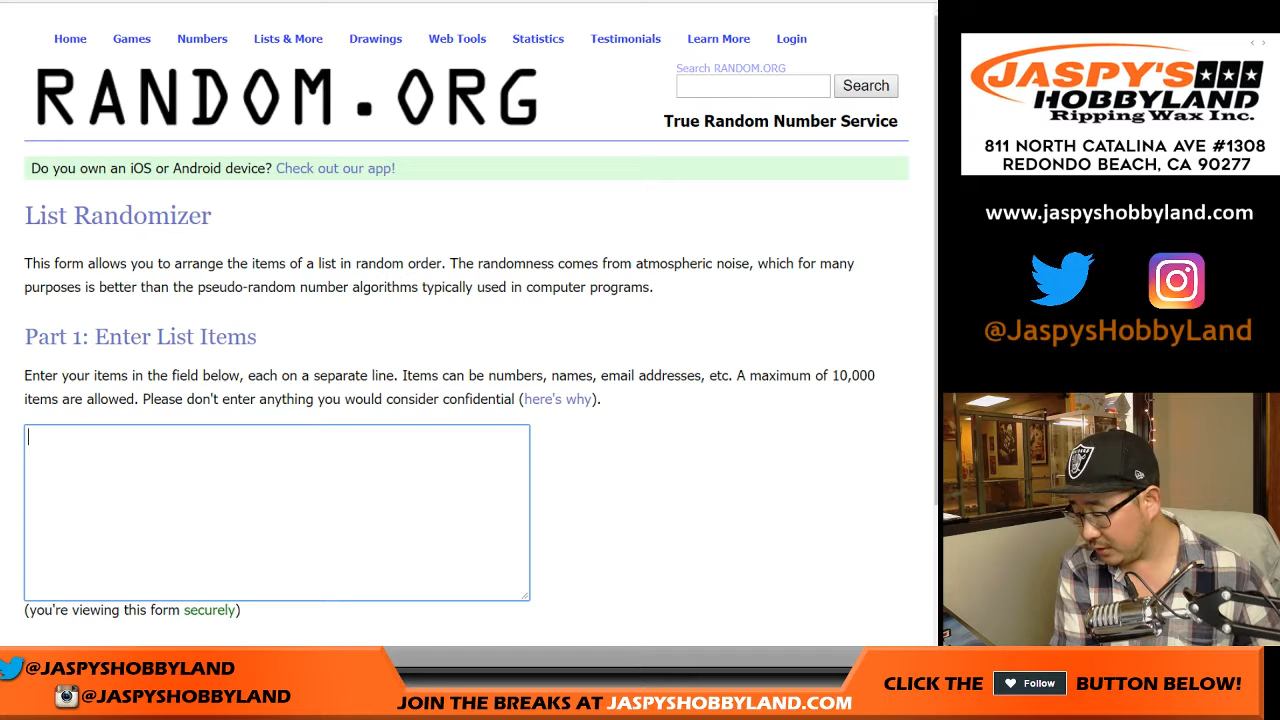 Home Games Numbers Lists & More Drawings Web Tools Statistics Testimonials Learn More Login
RANDOM.ORG
Search RANDOM.ORG
Search
True Random Number Service
Do you own an iOS or Android device? Check out our app!
List Randomizer
This form allows you to arrange the items of a list in random order. The randomness comes from atmospheric noise, which for many
purposes is better than the pseudo-random number algorithms typically used in computer programs.
Part 1: Enter List Items
Enter your items in the field below, each on a separate line. Items can be numbers, names, email addresses, etc. A maximum of 10,000
items are allowed. Please don't enter anything you would consider confidential (here's why).
(you're viewing this form securely)
JASPY'S
HOBBYLAND
Ripping Wax Inc.
811 NORTH CATALINA AVE #1308
REDONDO BEACH, CA 90277
www.jaspyshobbyland.com
@JaspysHobbyLand
@JASPYSHOBBYLAND
@JASPYSHOBBYLAND
JOIN THE BREAKS AT JASPYSHOBBYLAND.COM
CLICK THE Follow BUTTON BELOW!